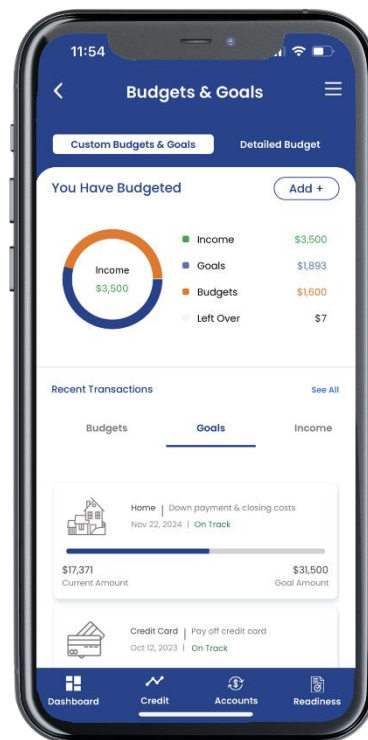 11:54
Budgets & Goals
Custom Budgets & Goals Detailed Budget
You Have Budgeted Add +
Income $3,500
Goals $1,893
Budgets $1,600
Left Over $7
Income
$3,500
Recent Transactions See All
Budgets Goals Income
Home | Down payment & closing costs
Nov 22, 2024 | On Track
$17,371 $31,500
Current Amount Goal Amount
Credit Card | Pay off credit card
Oct 12, 2023 | On Track
Dashboard Credit Accounts Readiness